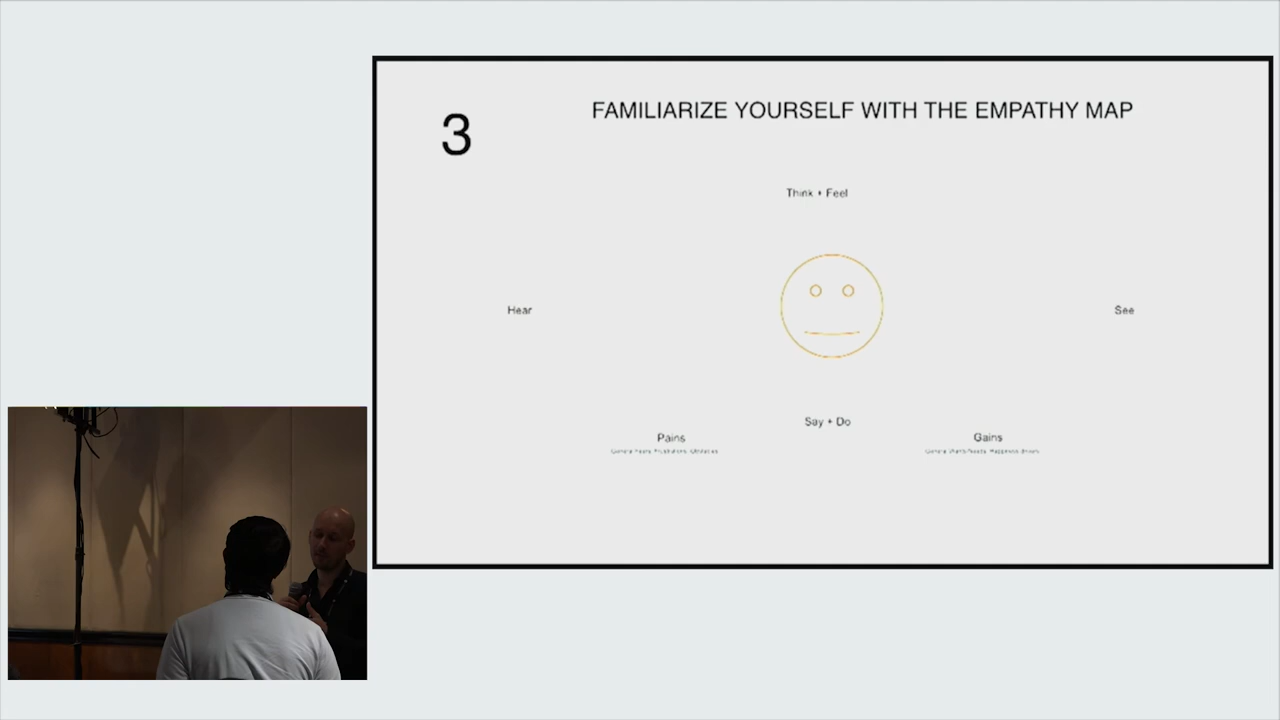 3
FAMILIARIZE YOURSELF WITH THE EMPATHY MAP
Think + Feel
Hear
See
Say + Do
Pains
Gains